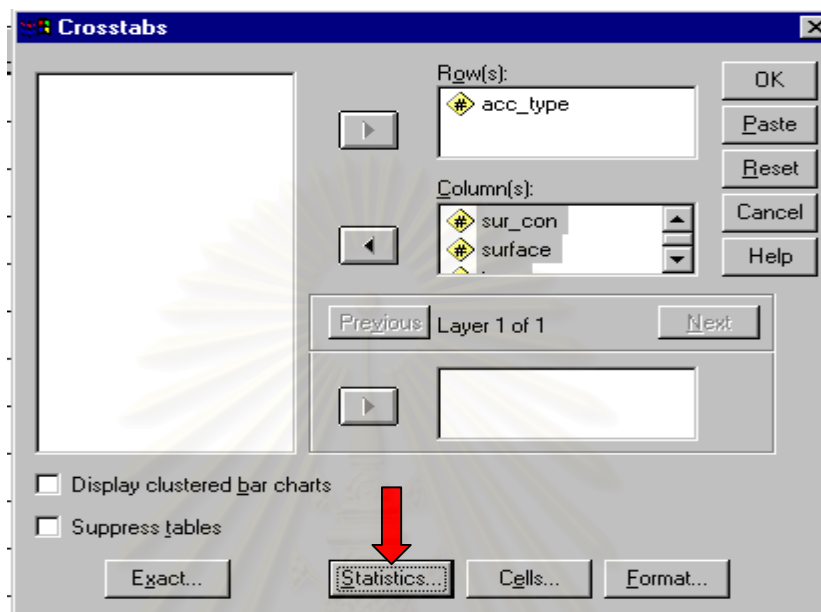 Crosstabs
Row(s):
acc_type
OK
Paste
Reset
Cancel
Help
Column(s):
sur_con
surface
Previous
Layer 1 of 1
Next
Display clustered bar charts
Suppress tables
Exact...
Statistics...
Cells...
Format...